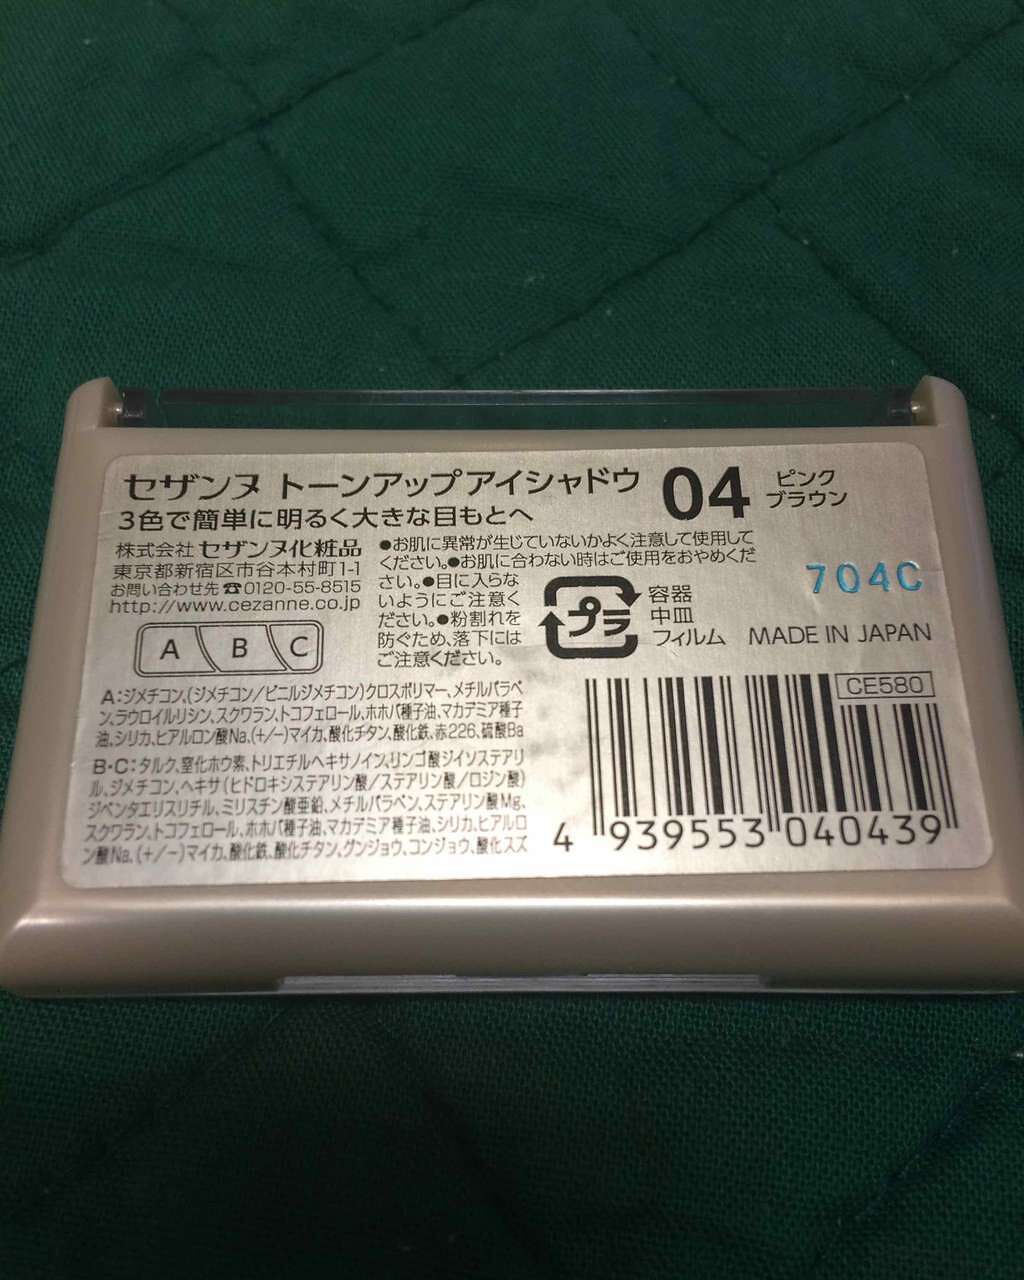 セザンヌ トーンアップアイシャドウ
04 ピンク
ブラウン
3色で簡単に明るく大きな目もとへ
株式会社 セザンヌ化粧品
東京都新宿区市谷本村町1-1
お問い合わせ先 ☎0120-55-8515
http://www.cezanne.co.jp
●お肌に異常が生じていないかよく注意して使用して
ください。●お肌に合わない時はご使用をおやめくだ
さい。●目に入らな
いようにご注意く
ださい。●粉割れを
防ぐため、落下には
ご注意ください。
プラ
容器
中皿
フィルム
704C
MADE IN JAPAN
A B C
A:ジメチコン、(ジメチコン/ビニルジメチコン)クロスポリマー、メチルパラベ
ン、ラウロイルリシン、スクワラン、トコフェロール、ホホバ種子油、マカデミア種子
油、シリカ、ヒアルロン酸Na、(+/-)マイカ、酸化チタン、酸化鉄、赤226、硫酸Ba
B・C:タルク、窒化ホウ素、トリエチルヘキサノイン、リンゴ酸ジイソステアリ
ル、ジメチコン、ヘキサ(ヒドロキシステアリン酸/ステアリン酸/ロジン酸)
ジペンタエリスリチル、ミリスチン酸亜鉛、メチルパラベン、ステアリン酸Mg、
スクワラン、トコフェロール、ホホバ種子油、マカデミア種子油、シリカ、ヒアルロ
ン酸Na、(+/-)マイカ、酸化鉄、酸化チタン、グンジョウ、コンジョウ、酸化スズ
CE580
4 939553 040439